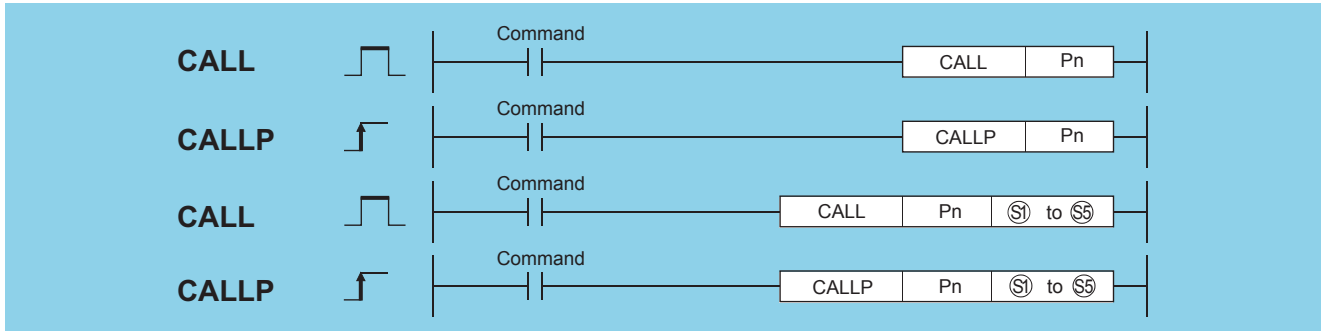 Command
CALL CALL Pn
Command
CALLP CALLP Pn
Command
CALL CALL Pn S1 to S5
Command
CALLP CALLP Pn S1 to S5